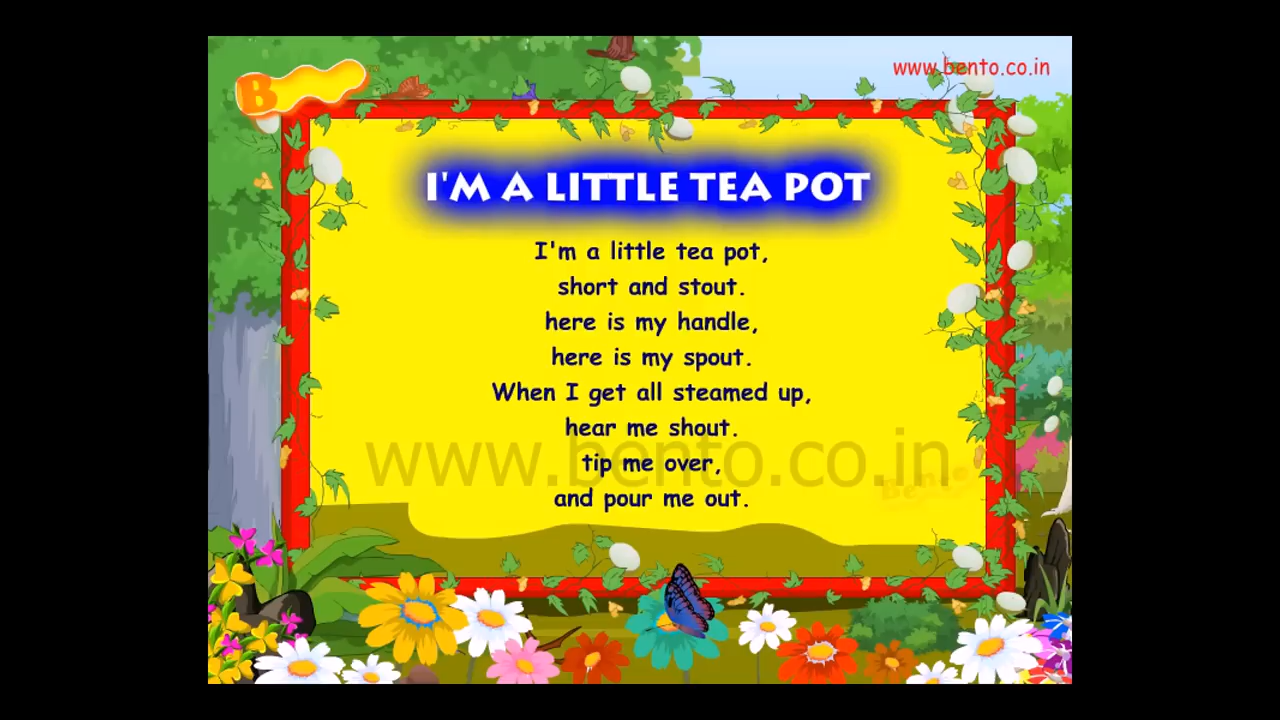 B
www.bento.co.in
I'M A LITTLE TEA POT
I'm a little tea pot,
short and stout.
here is my handle,
here is my spout.
When I get all steamed up,
hear me shout.
www.bento.co.in
tip me over,
Bento
and pour me out.